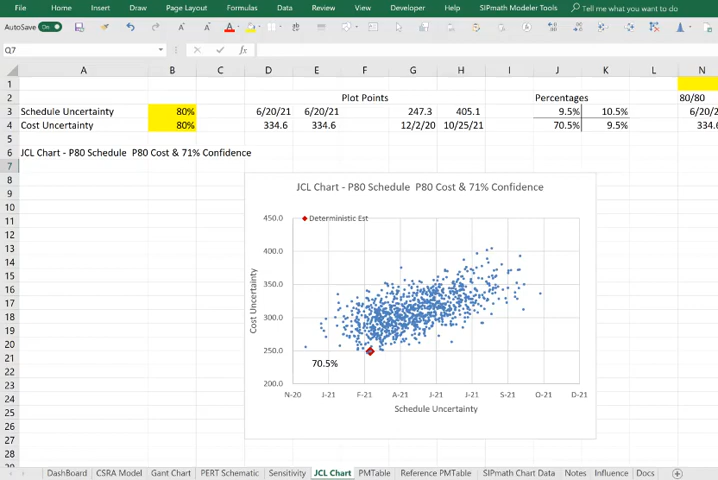 File Home Insert Draw Page Layout Formulas Data Review View Developer Help SIPmath Modeler Tools Tell me what you want to do
AutoSave On
Q7 fx
A B C D E F G H I J K L N
1
2 Plot Points Percentages 80/80
3 Schedule Uncertainty 80% 6/20/21 6/20/21 247.3 405.1 9.5% 10.5% 6/20/2
4 Cost Uncertainty 80% 334.6 334.6 12/2/20 10/25/21 70.5% 9.5% 334.6
5
6 JCL Chart - P80 Schedule P80 Cost & 71% Confidence
7
8
9
10
11
12
13
14
15
16
17
18
19
20
21
22
23
24
25
26
27
28
JCL Chart - P80 Schedule P80 Cost & 71% Confidence
450.0
Deterministic Est
400.0
350.0
300.0
250.0
200.0
Cost Uncertainty
70.5%
N-20 J-21 F-21 A-21 J-21 J-21 S-21 O-21 D-21
Schedule Uncertainty
DashBoard CSRA Model Gant Chart PERT Schematic Sensitivity JCL Chart PMTable Reference PMTable SIPmath Chart Data Notes Influence Docs